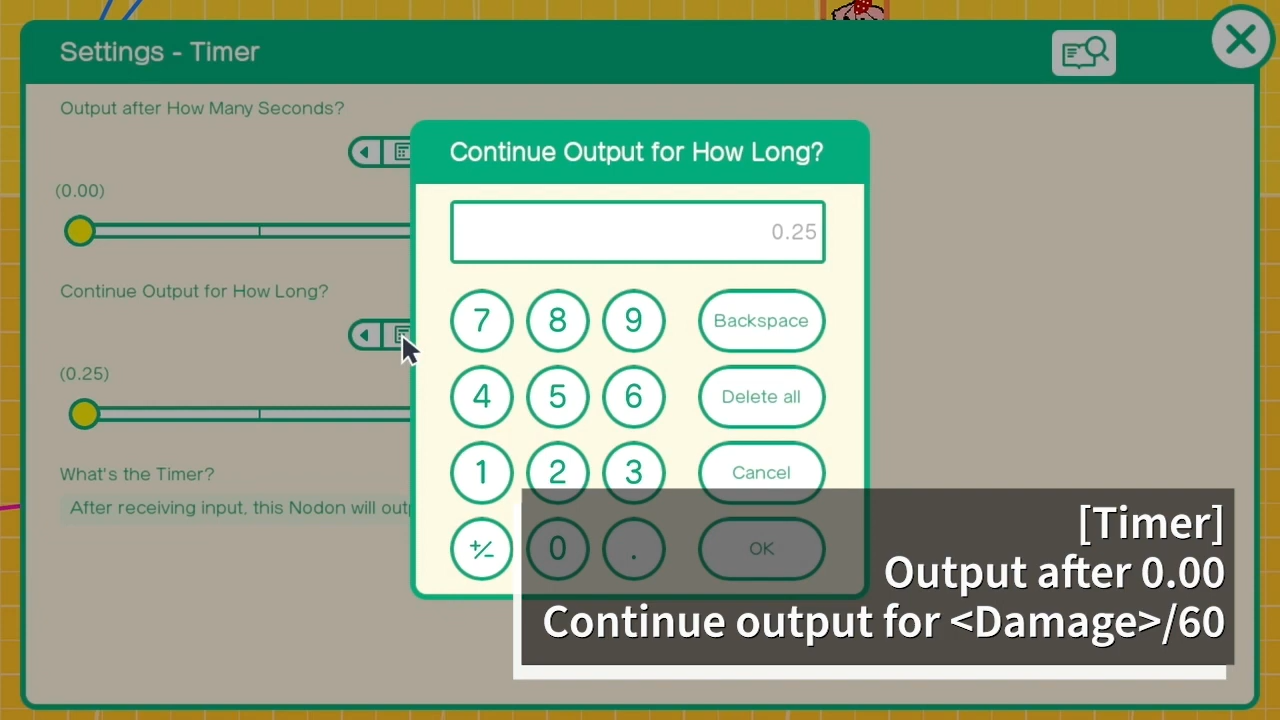 Settings - Timer
Output after How Many Seconds?
(0.00)
Continue Output for How Long?
(0.25)
What's the Timer?
After receiving input, this Nodon will
Continue Output for How Long?
0.25
7 8 9 Backspace
4 5 6 Delete all
1 2 3 Cancel
+/- 0 . OK
[Timer]
Output after 0.00
Continue output for <Damage>/60